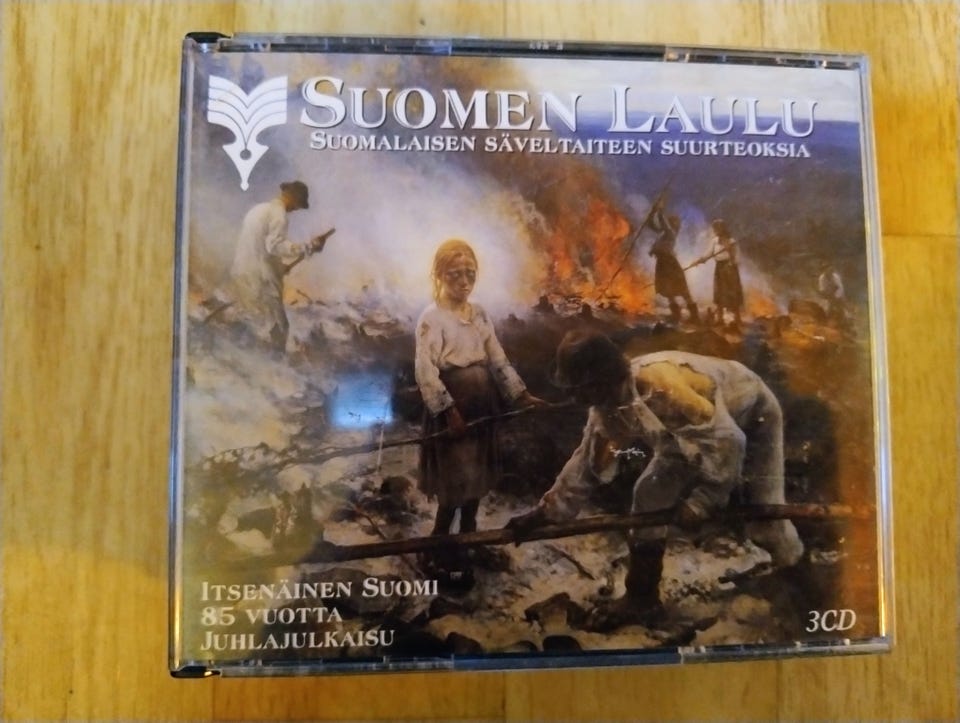 SUOMEN LAULU
SUOMALAISEN SÄVELTAITEEN SUURTEOKSIA
ITSENÄINEN SUOMI
85 VUOTTA
JUHLAJULKAISU
3CD